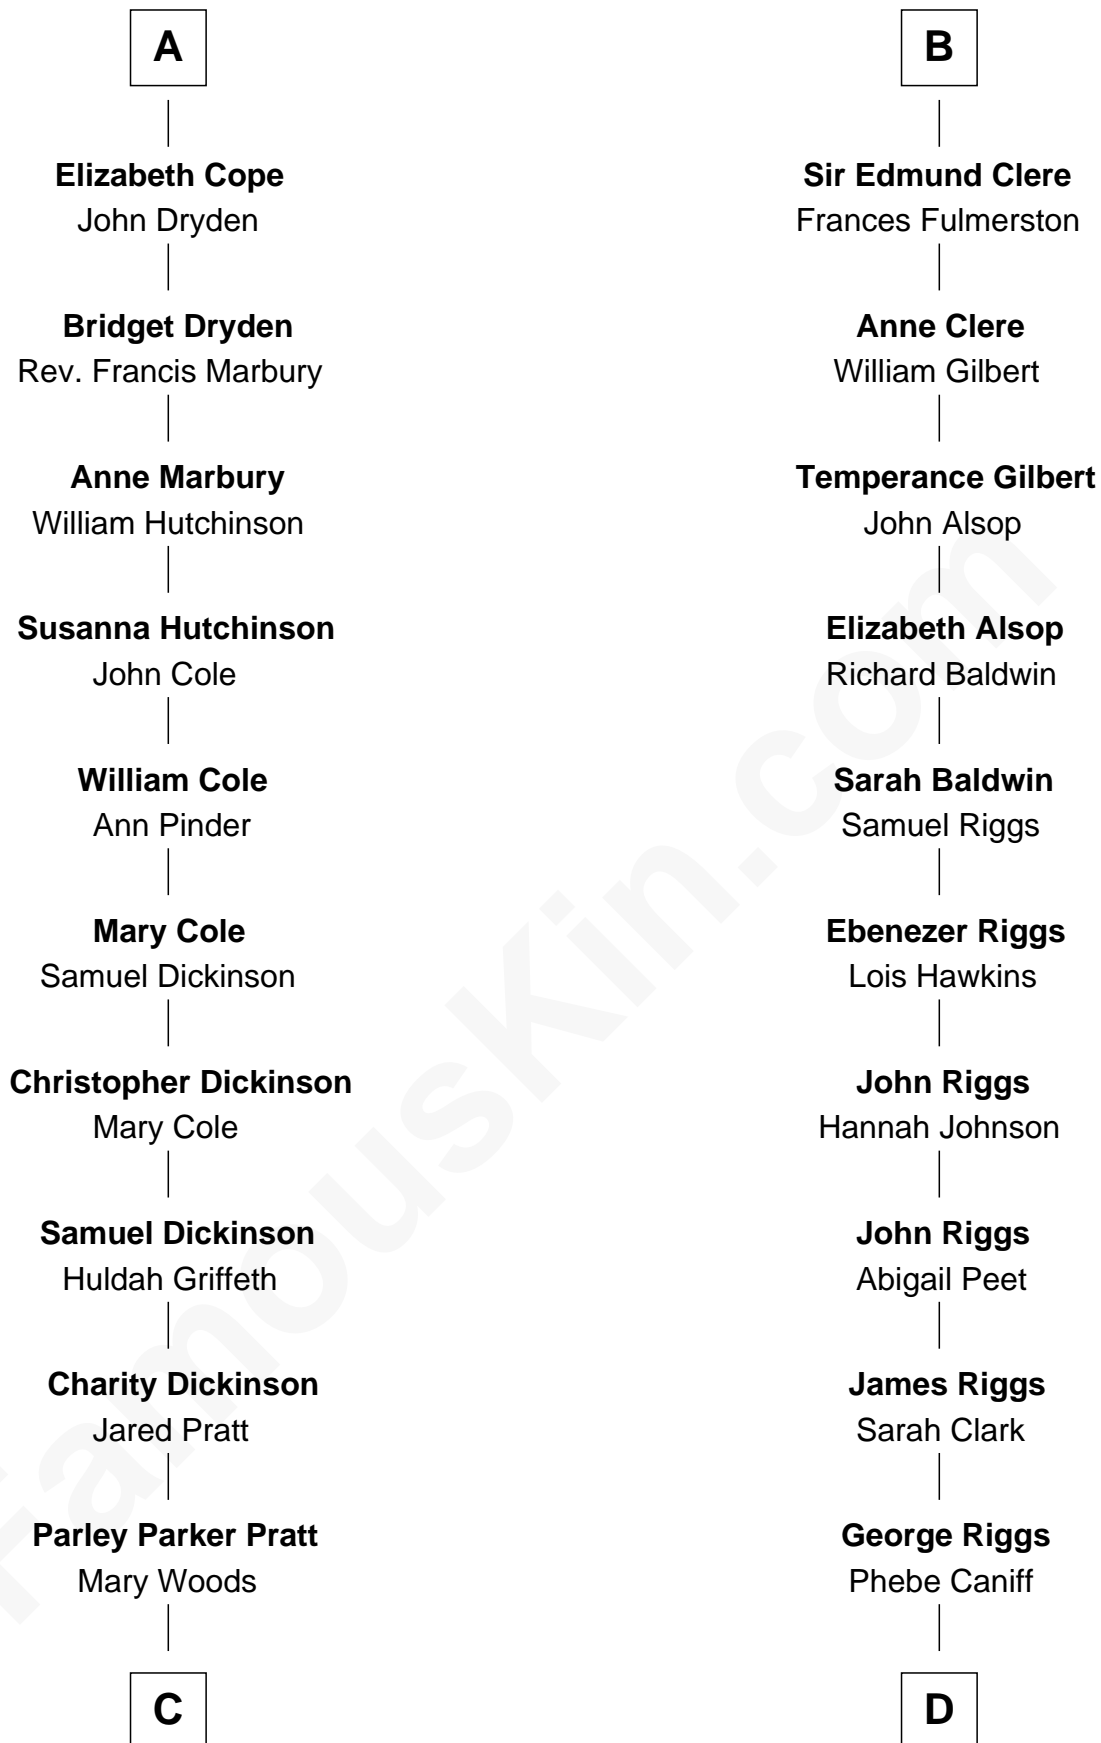 A
Elizabeth Cope
John Dryden
Bridget Dryden
Rev. Francis Marbury
Anne Marbury
William Hutchinson
Susanna Hutchinson
John Cole
William Cole
Ann Pinder
Mary Cole
Samuel Dickinson
Christopher Dickinson
Mary Cole
Samuel Dickinson
Huldah Griffeth
Charity Dickinson
Jared Pratt
Parley Parker Pratt
Mary Woods
C
B
Sir Edmund Clere
Frances Fulmerston
Anne Clere
William Gilbert
Temperance Gilbert
John Alsop
Elizabeth Alsop
Richard Baldwin
Sarah Baldwin
Samuel Riggs
Ebenezer Riggs
Lois Hawkins
John Riggs
Hannah Johnson
John Riggs
Abigail Peet
James Riggs
Sarah Clark
George Riggs
Phebe Caniff
D
FamousKin.com